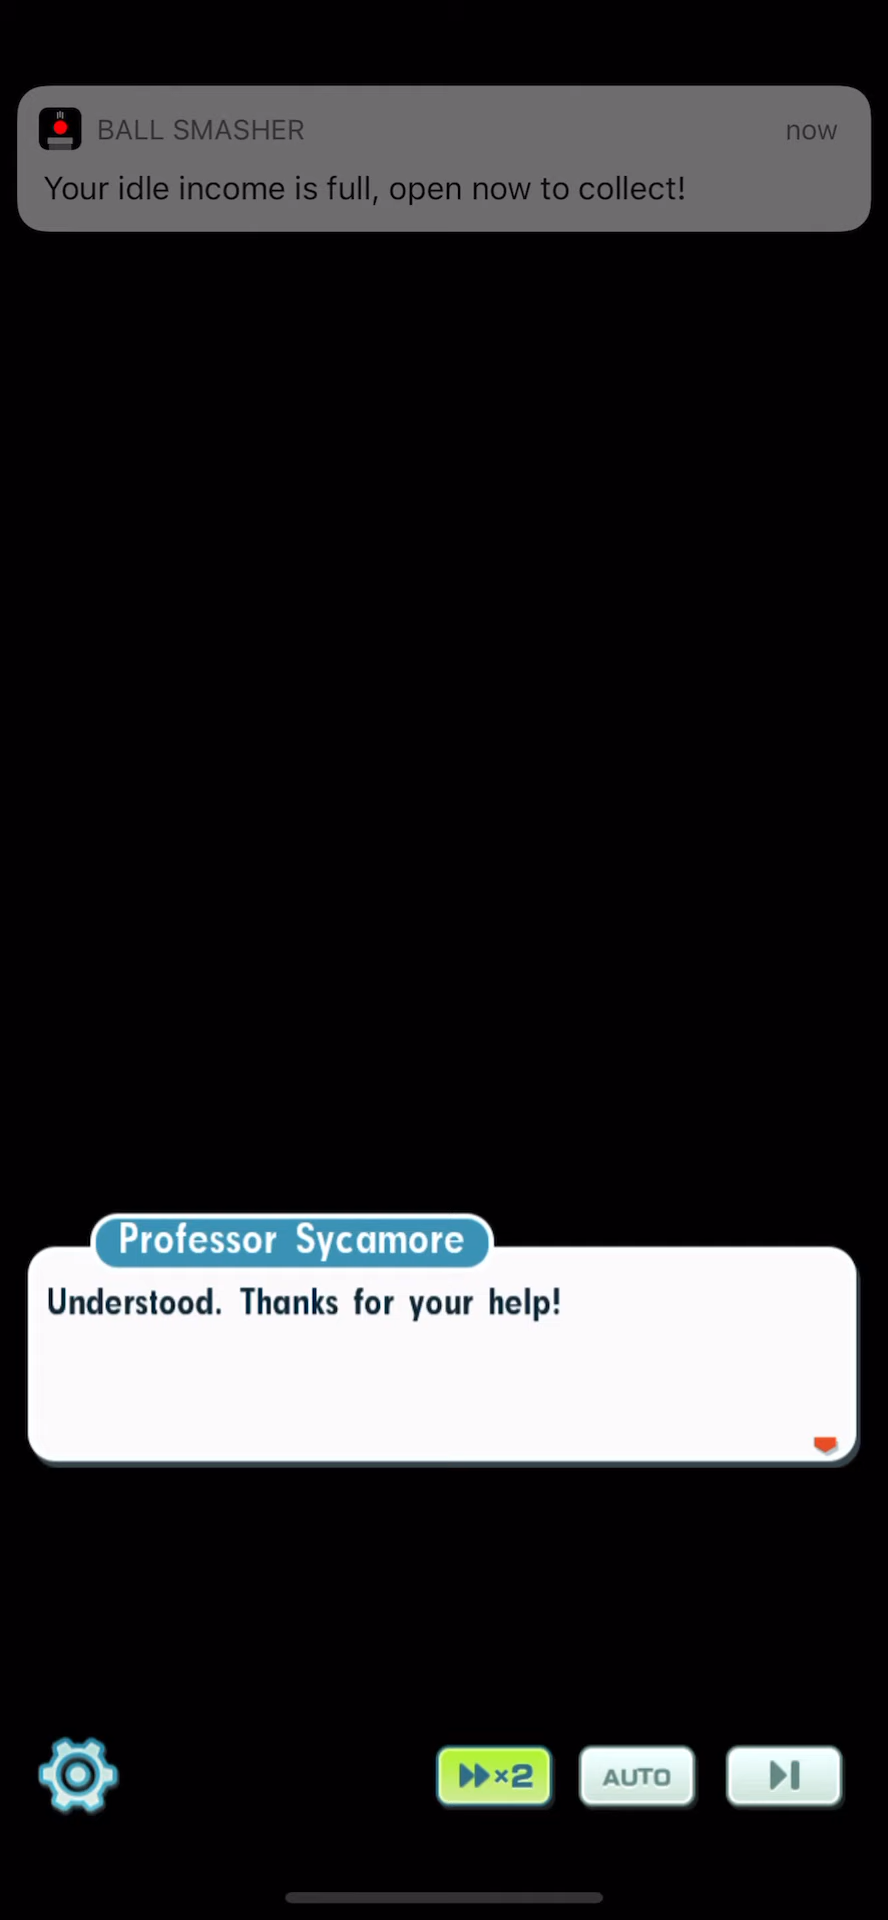 BALL SMASHER now
Your idle income is full, open now to collect!
Professor Sycamore
Understood. Thanks for your help!
×2 AUTO